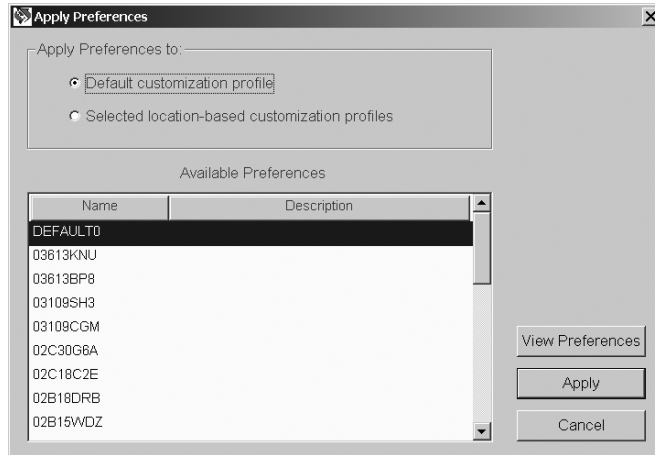 Apply Preferences
Apply Preferences to:
Default customization profile
Selected location-based customization profiles
Available Preferences
Name Description
DEFAULT0
03613KNU
03613BP8
03109SH3
03109CGM
02C30G6A
02C18C2E
02B18DRB
02B15WDZ
View Preferences
Apply
Cancel